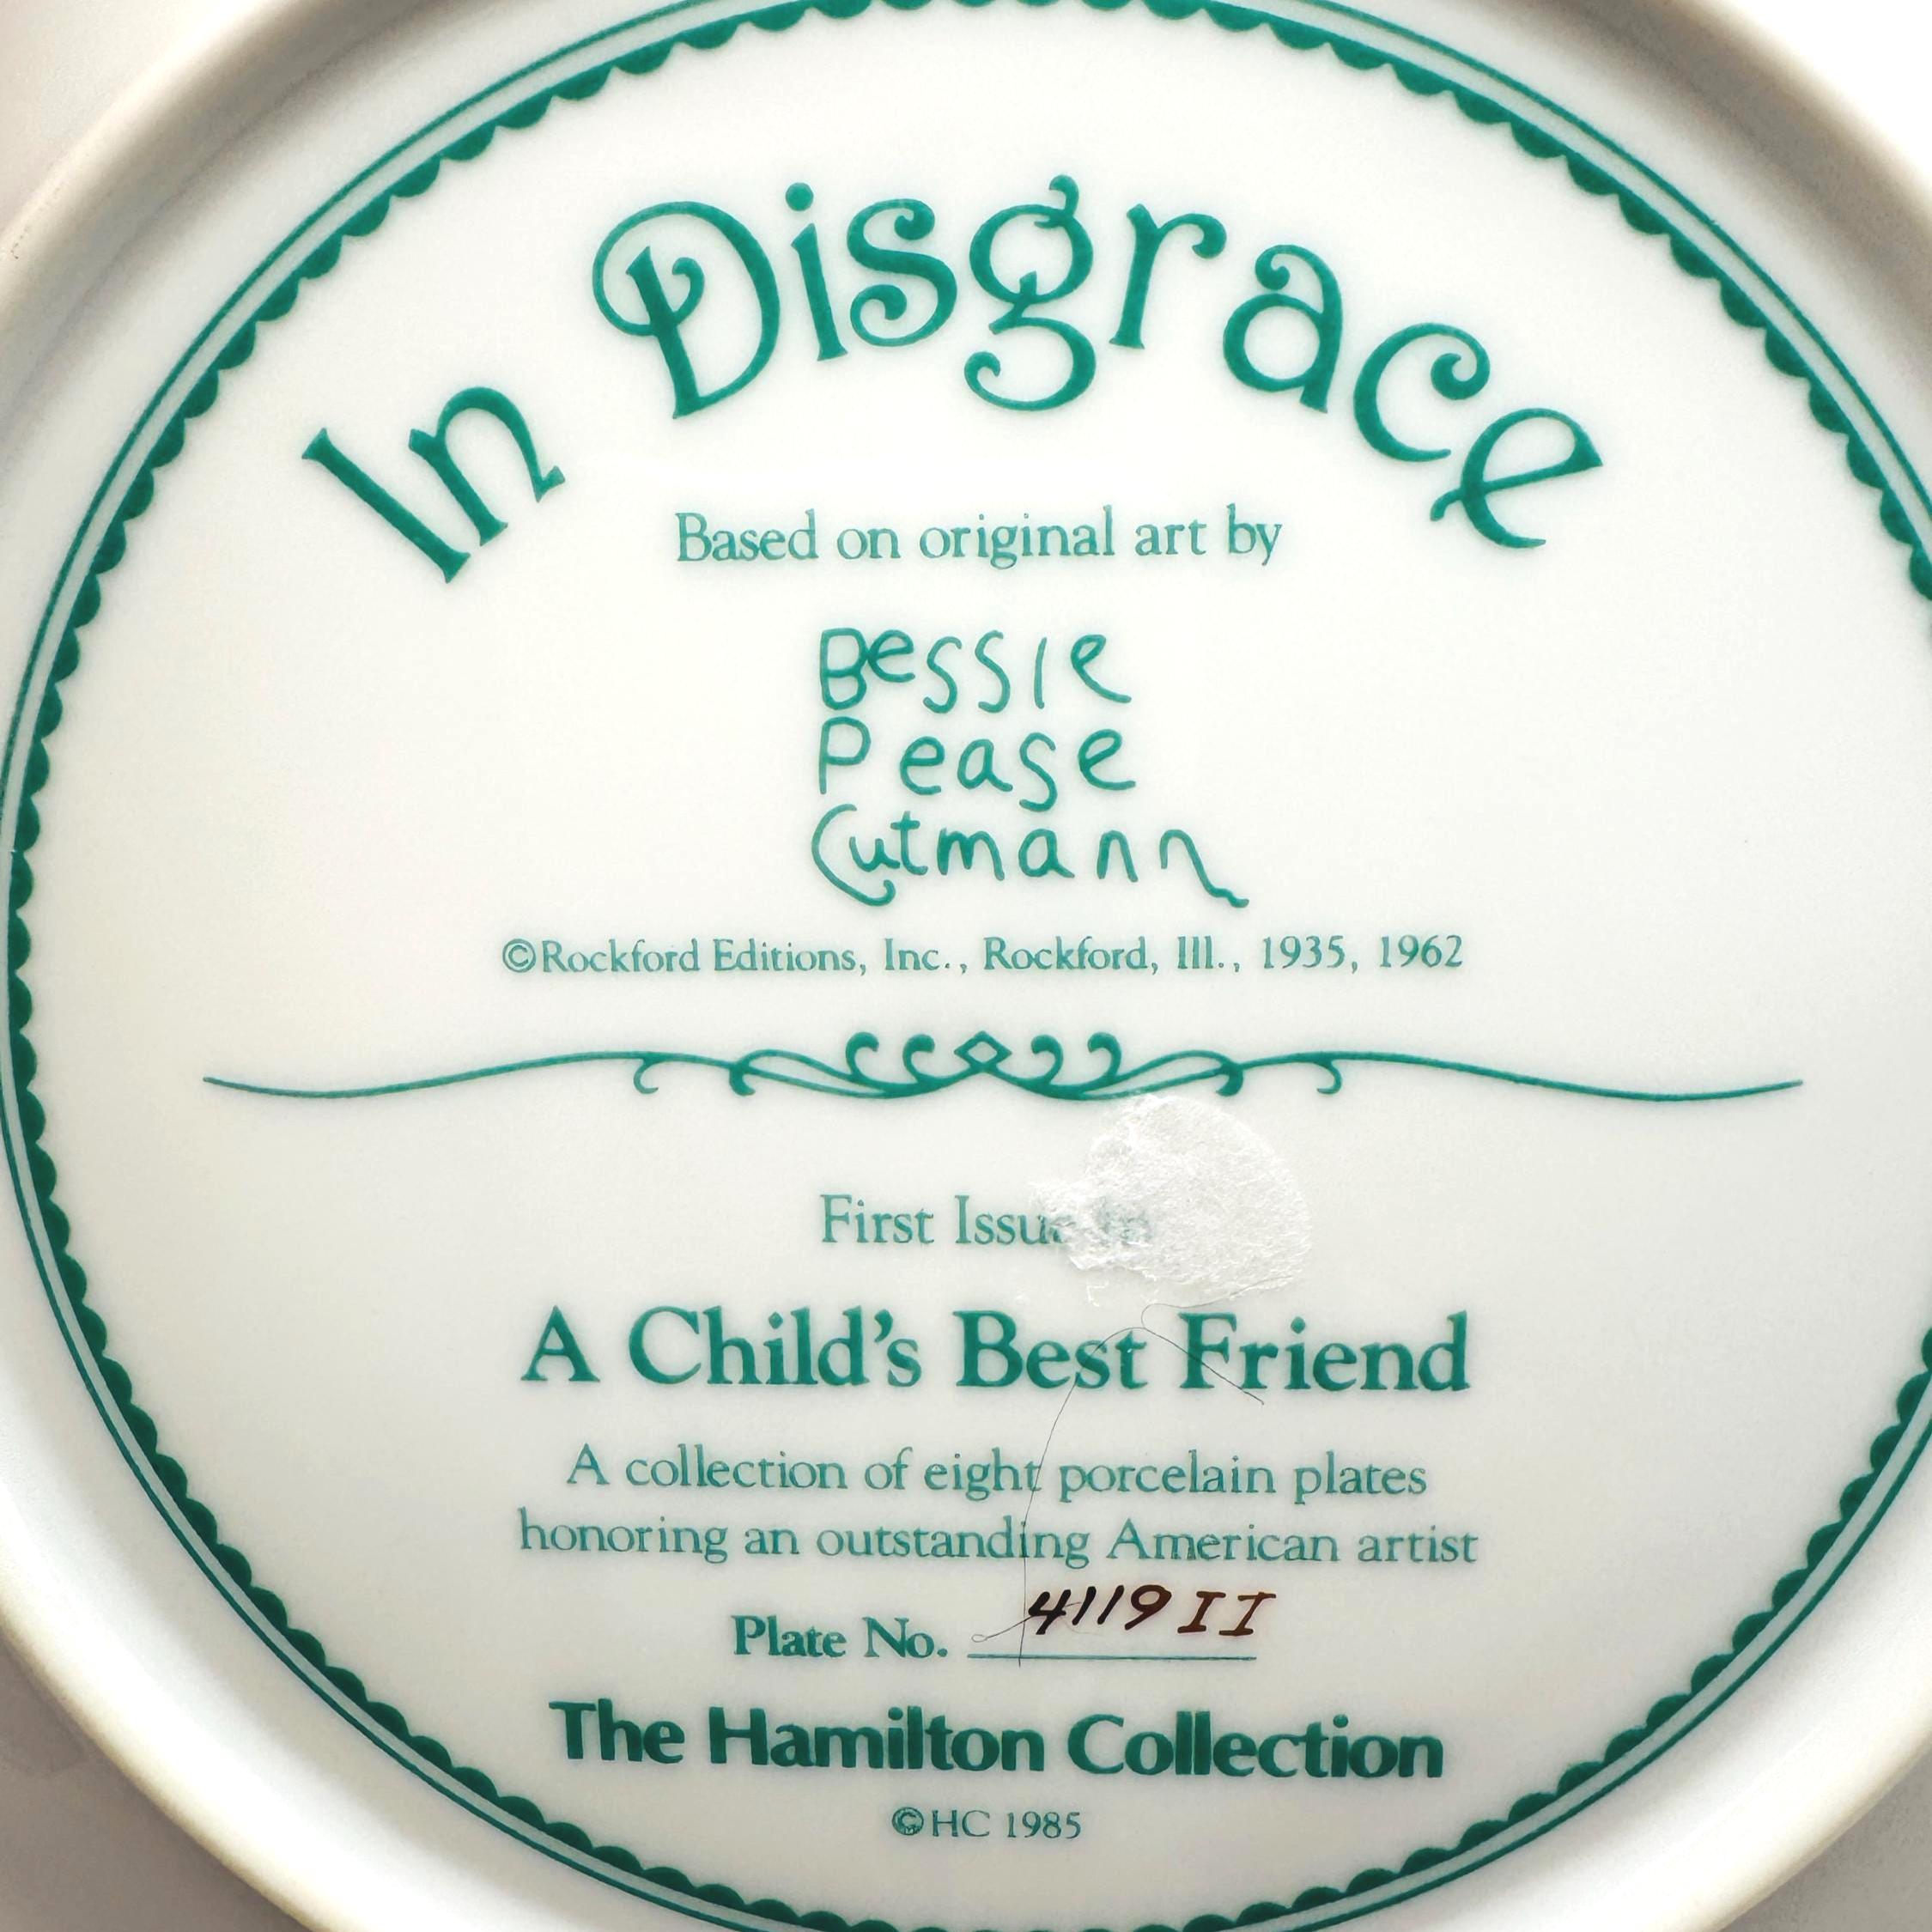 In Disgrace
Based on original art by
Bessie
Pease
Gutmann
©Rockford Editions, Inc., Rockford, Ill., 1935, 1962
First Issue in
A Child's Best Friend
A collection of eight porcelain plates
honoring an outstanding American artist
Plate No. 4119 II
The Hamilton Collection
©HC 1985